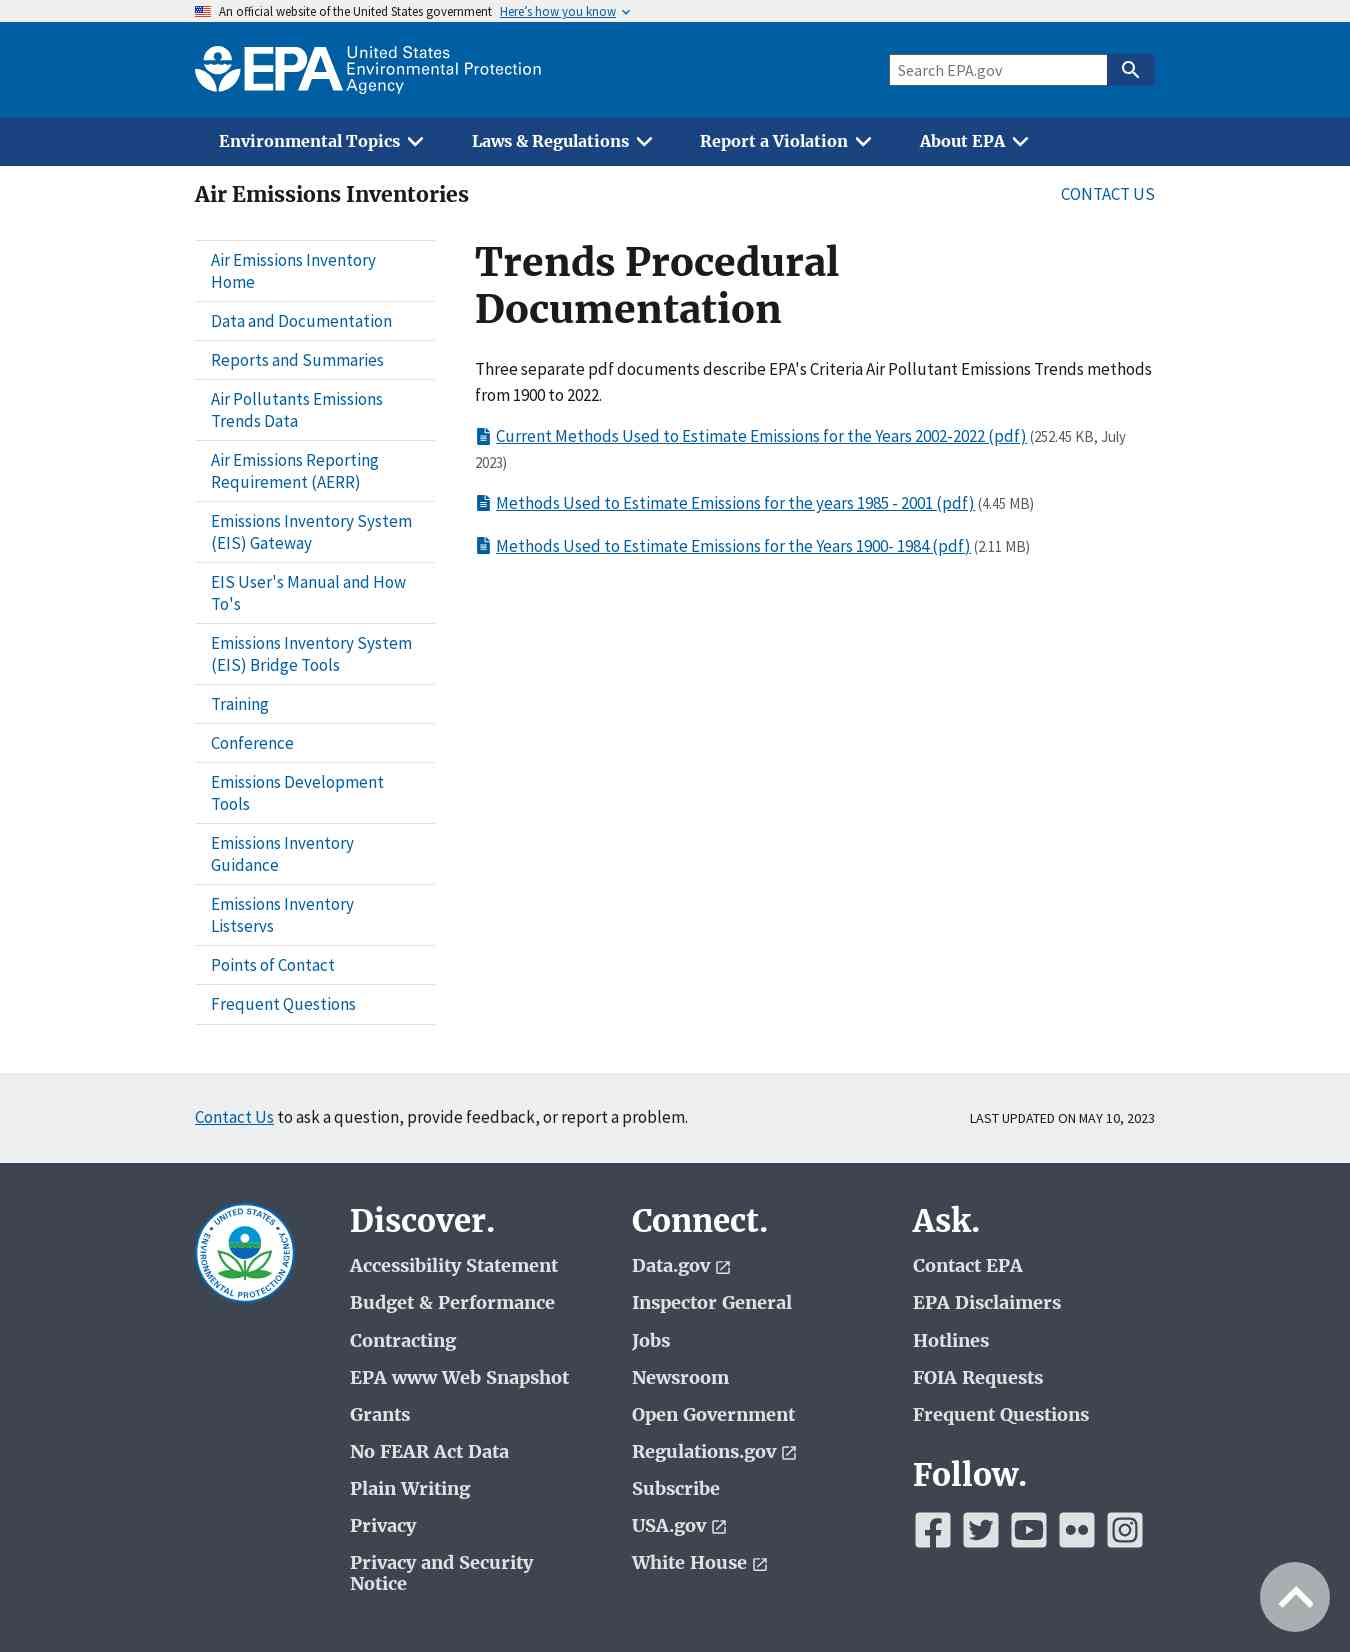 An official website of the United States government Here's how you know
EPA United States
Environmental Protection
Agency
Search EPA.gov
Environmental Topics
Laws & Regulations
Report a Violation
About EPA
Air Emissions Inventories
CONTACT US
Air Emissions Inventory
Home
Data and Documentation
Reports and Summaries
Air Pollutants Emissions
Trends Data
Air Emissions Reporting
Requirement (AERR)
Emissions Inventory System
(EIS) Gateway
EIS User's Manual and How
To's
Emissions Inventory System
(EIS) Bridge Tools
Training
Conference
Emissions Development
Tools
Emissions Inventory
Guidance
Emissions Inventory
Listservs
Points of Contact
Frequent Questions
Trends Procedural
Documentation
Three separate pdf documents describe EPA's Criteria Air Pollutant Emissions Trends methods
from 1900 to 2022.
Current Methods Used to Estimate Emissions for the Years 2002-2022 (pdf) (252.45 KB, July
2023)
Methods Used to Estimate Emissions for the years 1985 - 2001 (pdf) (4.45 MB)
Methods Used to Estimate Emissions for the Years 1900- 1984 (pdf) (2.11 MB)
Contact Us to ask a question, provide feedback, or report a problem.
LAST UPDATED ON MAY 10, 2023
UNITED STATES
ENVIRONMENTAL PROTECTION AGENCY
Discover.
Accessibility Statement
Budget & Performance
Contracting
EPA www Web Snapshot
Grants
No FEAR Act Data
Plain Writing
Privacy
Privacy and Security
Notice
Connect.
Data.gov
Inspector General
Jobs
Newsroom
Open Government
Regulations.gov
Subscribe
USA.gov
White House
Ask.
Contact EPA
EPA Disclaimers
Hotlines
FOIA Requests
Frequent Questions
Follow.